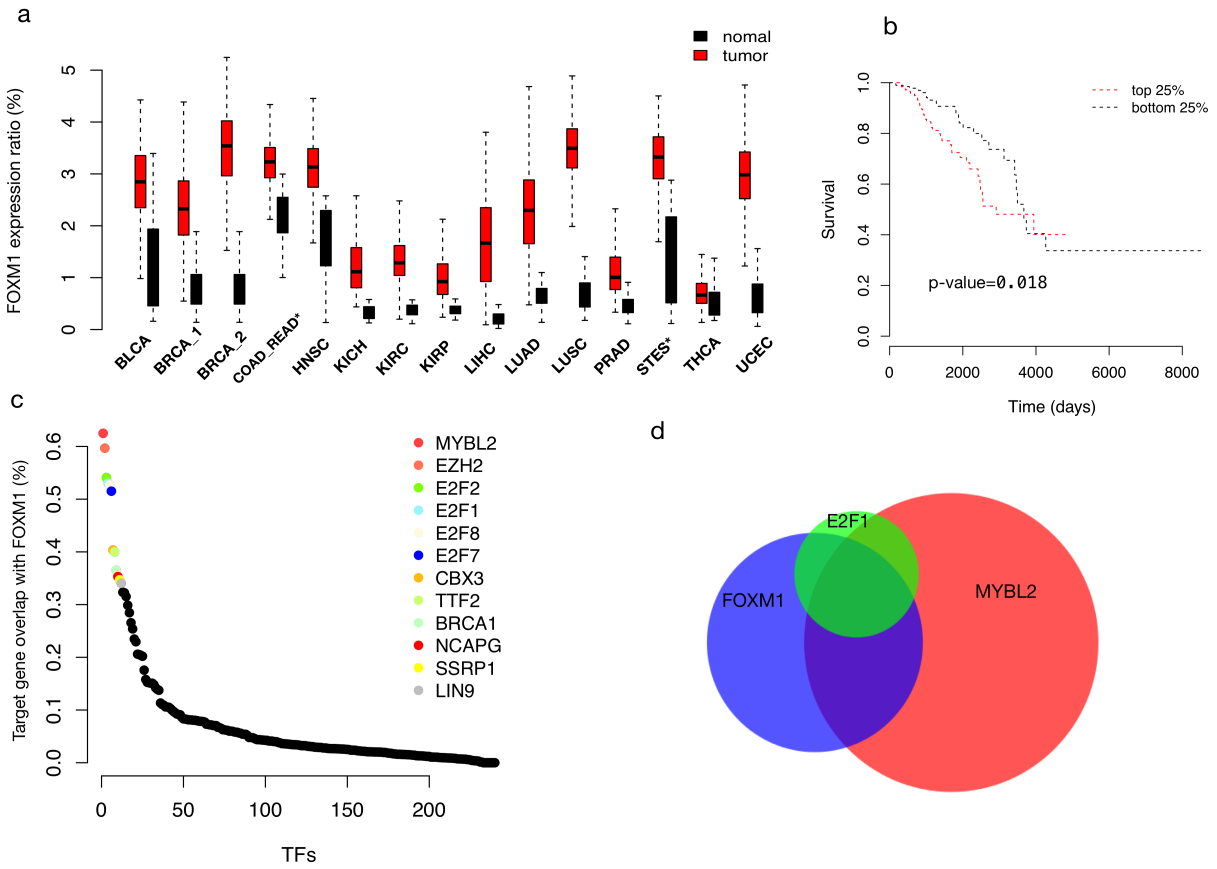 a
nomal
tumor
FOXM1 expression ratio (%)
5
4
3
2
1
0
BLCA
BRCA_1
BRCA_2
COAD_READ*
HNSC
KICH
KIRC
KIRP
LIHC
LUAD
LUSC
PRAD
STES*
THCA
UCEC
b
top 25%
bottom 25%
Survival
1.0
0.8
0.6
0.4
0.2
0.0
p-value=0.018
0 2000 4000 6000 8000
Time (days)
c
Target gene overlap with FOXM1 (%)
0.6
0.5
0.4
0.3
0.2
0.1
0.0
MYBL2
EZH2
E2F2
E2F1
E2F8
E2F7
CBX3
TTF2
BRCA1
NCAPG
SSRP1
LIN9
0 50 100 150 200
TFs
d
E2F1
FOXM1
MYBL2